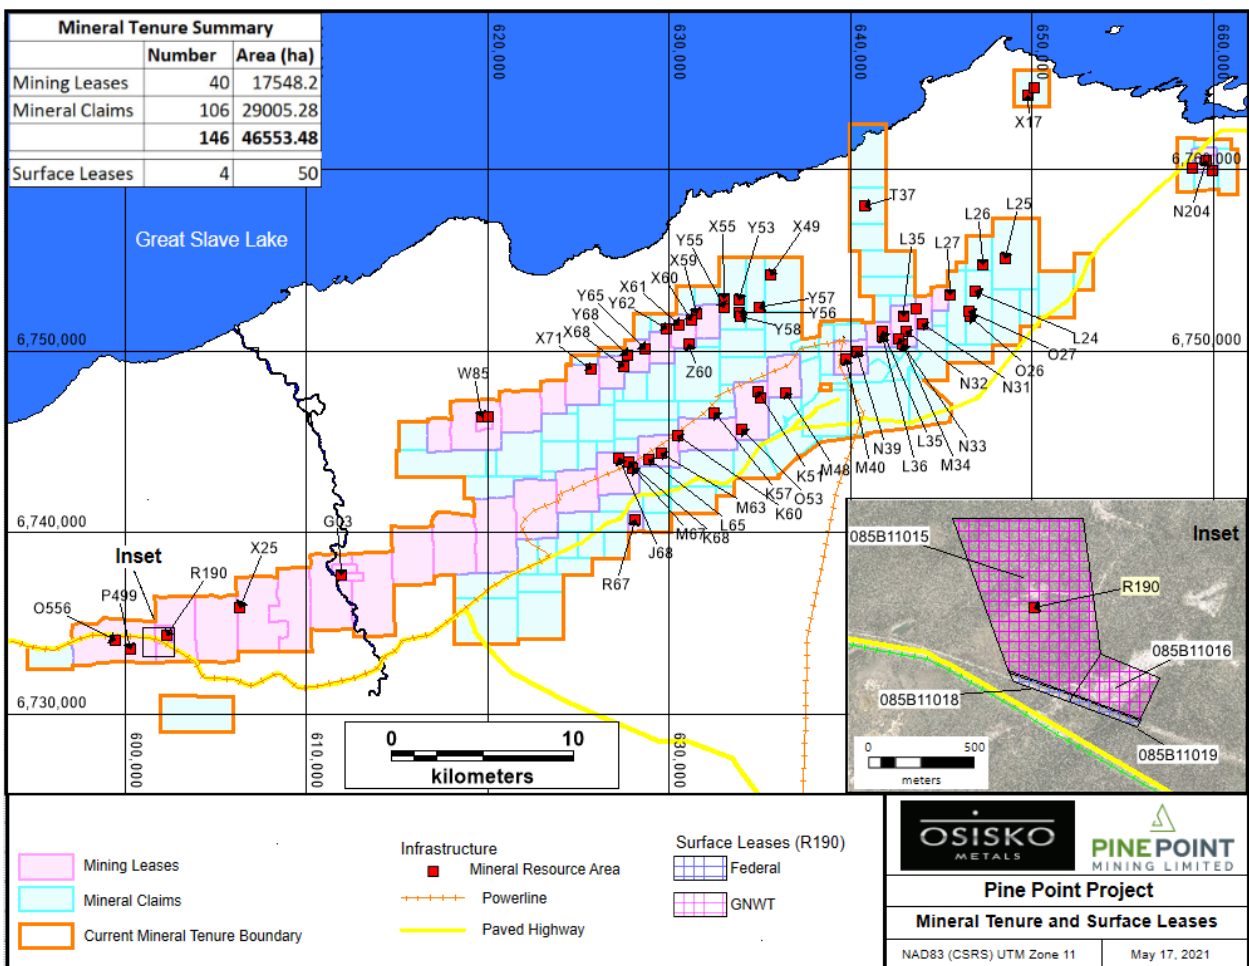 Mineral Tenure Summary
Number Area (ha)
Mining Leases 40 17548.2
Mineral Claims 106 29005.28
146 46553.48
Surface Leases 4 50
620,000
630,000
640,000
650,000
660,000
X17
6,760,000
N204
T37
Great Slave Lake
X55
Y53
X49
L26
L25
Y55
X59
L35
L27
X60
X61
Y65
Y62
Y57
Y56
Y68
Y58
X68
X71
L24
6,750,000
6,750,000
O27
Z60
O26
W85
N32
N31
N39
L35
N33
K51
M48
M40
L36
M34
K57
O53
M63
K60
L65
6,740,000
M67
K68
G03
J68
Inset
X25
R67
R190
P499
O556
6,730,000
600,000
610,000
630,000
0 10
kilometers
Inset
085B11015
R190
085B11016
085B11018
085B11019
0 500
meters
Mining Leases
Mineral Claims
Current Mineral Tenure Boundary
Infrastructure
Mineral Resource Area
Powerline
Paved Highway
Surface Leases (R190)
Federal
GNWT
OSISKO
METALS
PINE POINT
MINING LIMITED
Pine Point Project
Mineral Tenure and Surface Leases
NAD83 (CSRS) UTM Zone 11 May 17, 2021